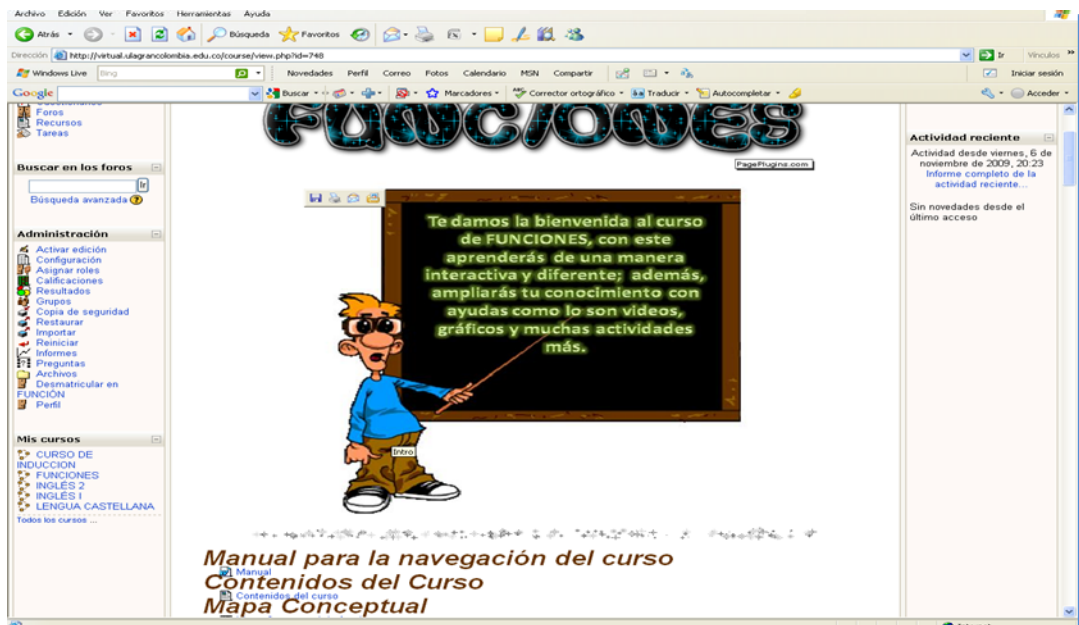 Archivo Edición Ver Favoritos Herramientas Ayuda
Atrás Búsqueda Favoritos
Dirección http://virtual.ulagrancolombia.edu.co/course/view.php?id=748 Ir Vínculos »
Windows Live Bing Novedades Perfil Correo Fotos Calendario MSN Compartir Iniciar sesión
Google Buscar Marcadores Corrector ortográfico Traducir Autocompletar Acceder
Foros
Recursos
Tareas
Buscar en los foros
Ir
Búsqueda avanzada ?
Administración
Activar edición
Configuración
Asignar roles
Calificaciones
Resultados
Grupos
Copia de seguridad
Restaurar
Importar
Reiniciar
Informes
Preguntas
Archivos
Desmatricular en
FUNCIÓN
Perfil
Mis cursos
CURSO DE
INDUCCION
FUNCIONES
INGLÉS 2
INGLÉS I
LENGUA CASTELLANA
Todos los cursos ...
FUNCIONES
PagePlugins.com
Te damos la bienvenida al curso
de FUNCIONES, con este
aprenderás de una manera
interactiva y diferente; además,
ampliarás tu conocimiento con
ayudas como lo son videos,
gráficos y muchas actividades
más.
Intro
Manual para la navegación del curso
Manual
Contenidos del Curso
Contenidos del curso
Mapa Conceptual
Actividad reciente
Actividad desde viernes, 6 de
noviembre de 2009, 20:23
Informe completo de la
actividad reciente...
Sin novedades desde el
último acceso